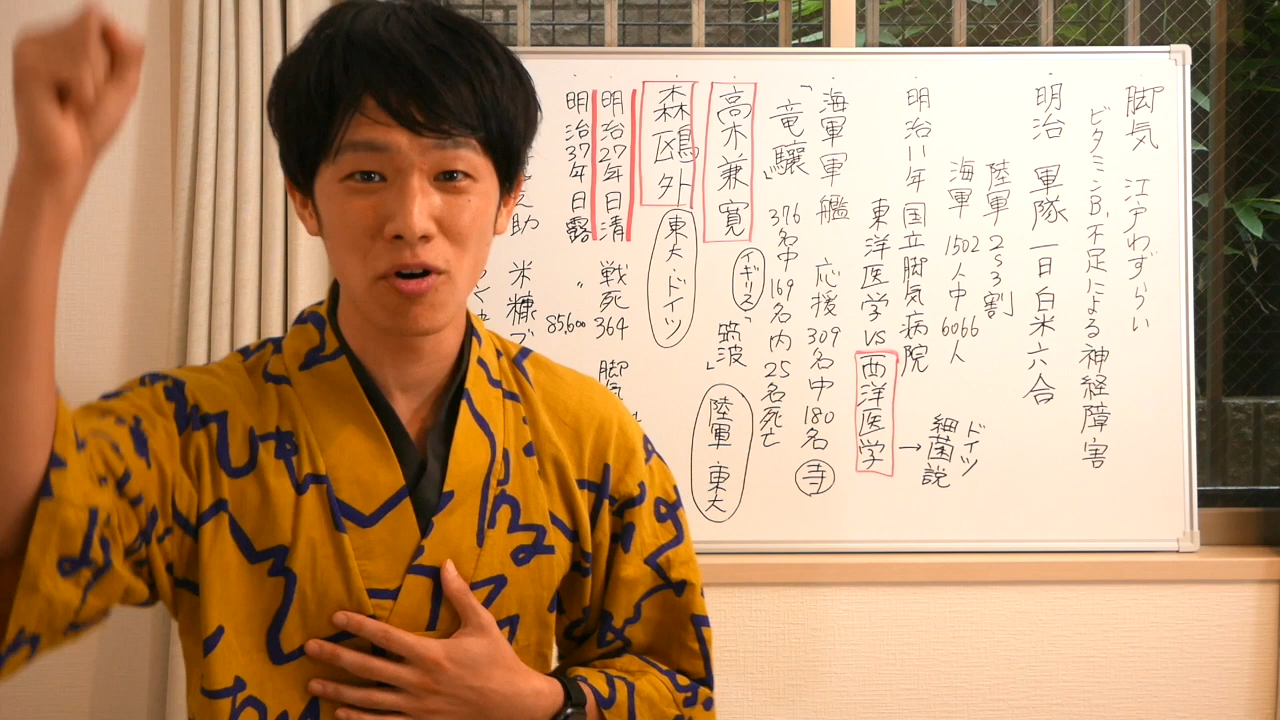 脚気 江戸わずらい
ビタミンB1不足による神経障害
明治 軍隊 一日白米六合
陸軍 2〜3割
海軍 1502人中6066人
明治11年 国立脚気病院
東洋医学 VS 西洋医学
→ドイツ
細菌説
海軍軍艦 応援309名中180名 寺
「竜驤」 376名中169名内25名死亡
高木兼寛 イギリス 「筑波」
陸軍 東大
森鴎外 東大・ドイツ
明治27年 日清 戦死364 脚気
明治37年 日露 〃 85,600
之助 米糠ブ